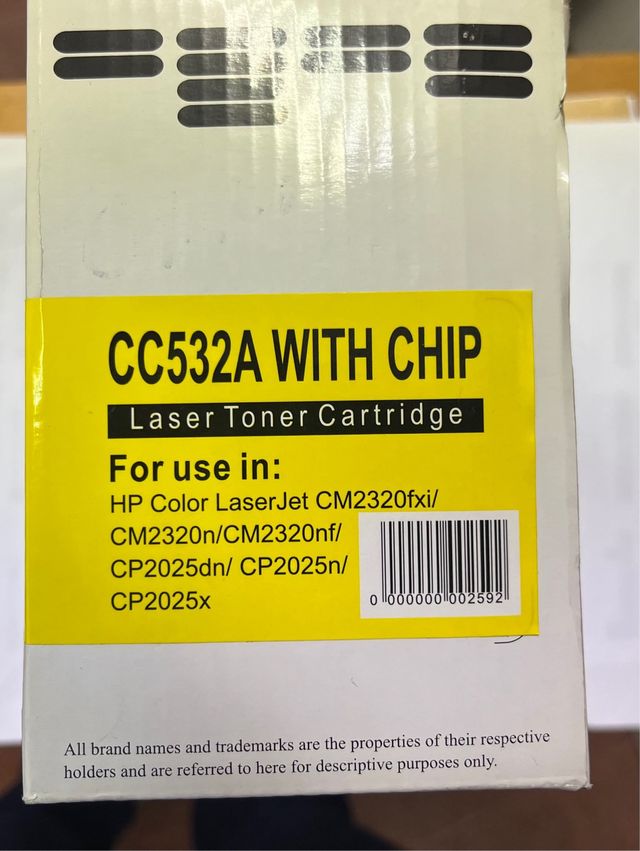 CC532A WITH CHIP
Laser Toner Cartridge
For use in:
HP Color LaserJet CM2320fxi/
CM2320n/CM2320nf/
CP2025dn/ CP2025n/
CP2025x
0 000000 002592
All brand names and trademarks are the properties of their respective
holders and are referred to here for descriptive purposes only.